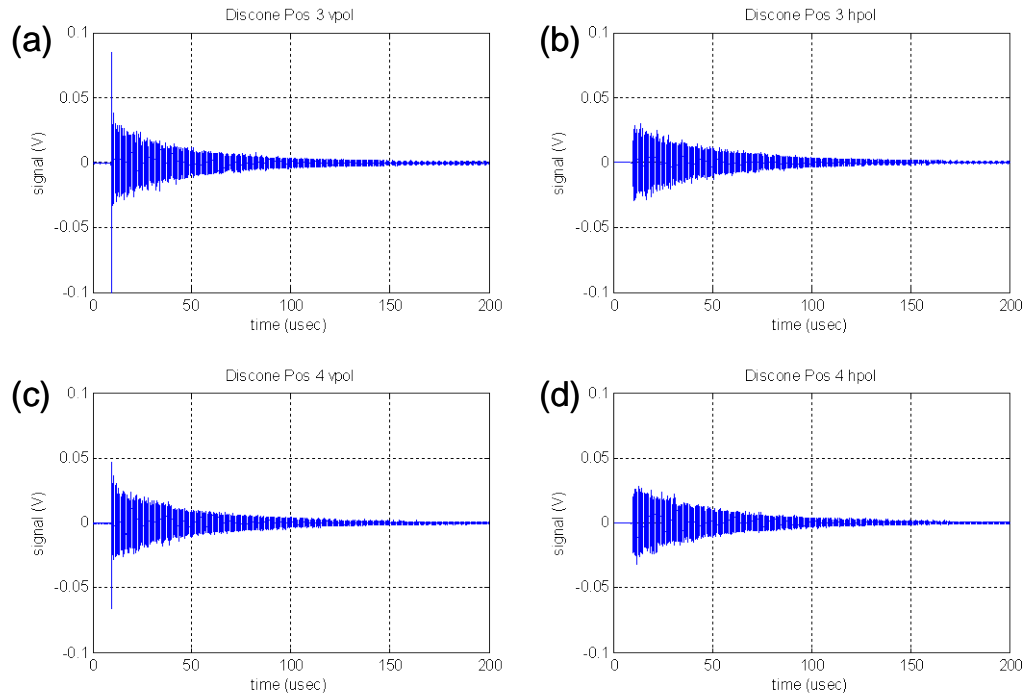 (a)
Discone Pos 3 vpol
0.1
0.05
0
-0.05
-0.1
signal (V)
0 50 100 150 200
time (usec)
(b)
Discone Pos 3 hpol
0.1
0.05
0
-0.05
-0.1
signal (V)
0 50 100 150 200
time (usec)
(c)
Discone Pos 4 vpol
0.1
0.05
0
-0.05
-0.1
signal (V)
0 50 100 150 200
time (usec)
(d)
Discone Pos 4 hpol
0.1
0.05
0
-0.05
-0.1
signal (V)
0 50 100 150 200
time (usec)